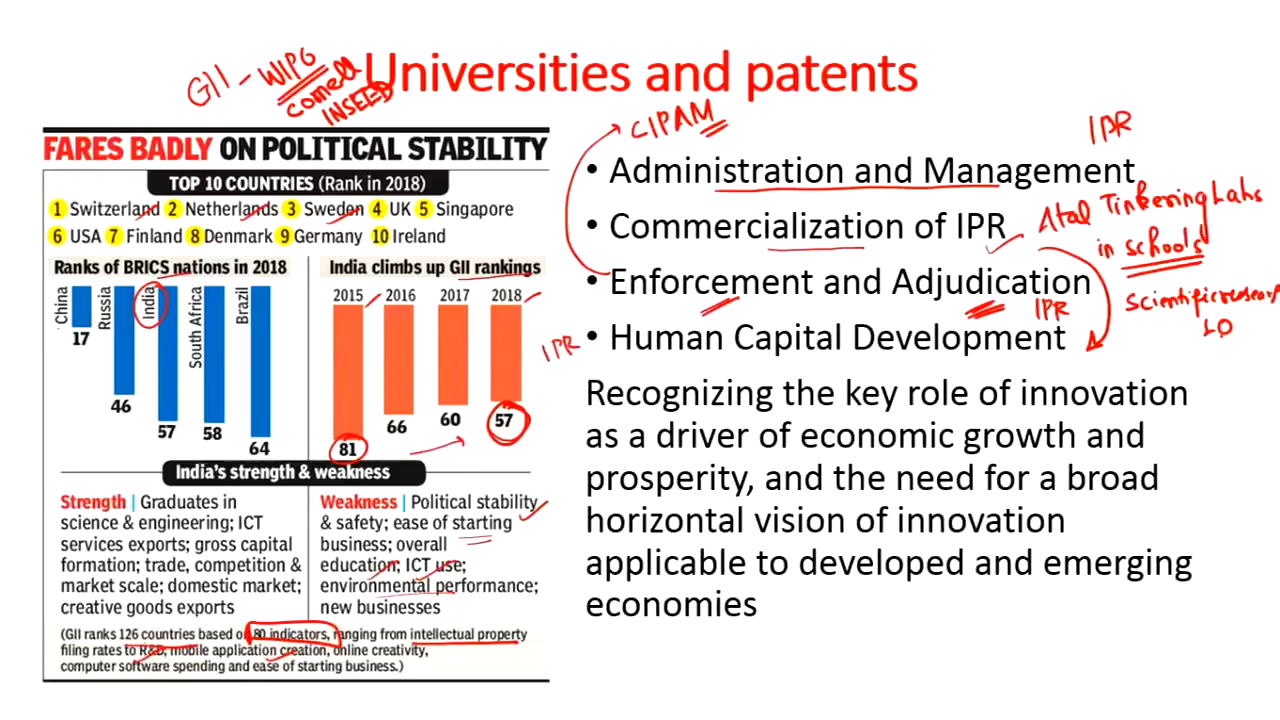 GII - WIPO
Cornell
INSEED
Universities and patents
FARES BADLY ON POLITICAL STABILITY
TOP 10 COUNTRIES (Rank in 2018)
1 Switzerland 2 Netherlands 3 Sweden 4 UK 5 Singapore
6 USA 7 Finland 8 Denmark 9 Germany 10 Ireland
Ranks of BRICS nations in 2018
China Russia India South Africa Brazil
17 46 57 58 64
India climbs up GII rankings
2015 2016 2017 2018
81 66 60 57
India's strength & weakness
Strength | Graduates in
science & engineering; ICT
services exports; gross capital
formation; trade, competition &
market scale; domestic market;
creative goods exports
Weakness | Political stability
& safety; ease of starting
business; overall
education; ICT use;
environmental performance;
new businesses
(GII ranks 126 countries based on 80 indicators, ranging from intellectual property
filing rates to R&D, mobile application creation, online creativity,
computer software spending and ease of starting business.)
CIPAM
IPR
• Administration and Management
• Commercialization of IPR
Atal Tinkering Labs
in schools
• Enforcement and Adjudication
IPR
Scientific
IPR
• Human Capital Development
Recognizing the key role of innovation
as a driver of economic growth and
prosperity, and the need for a broad
horizontal vision of innovation
applicable to developed and emerging
economies